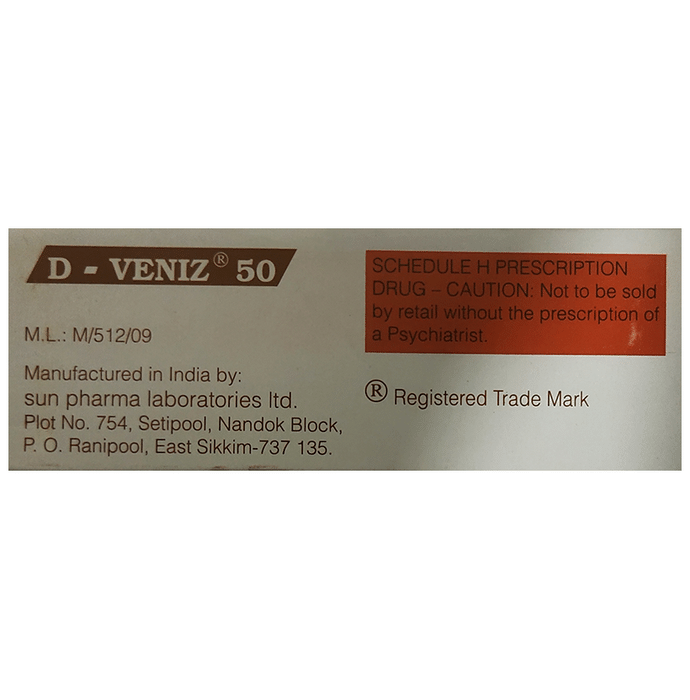 D - VENIZ® 50
M.L.: M/512/09
Manufactured in India by:
sun pharma laboratories ltd.
Plot No. 754, Setipool, Nandok Block,
P. O. Ranipool, East Sikkim-737 135.
SCHEDULE H PRESCRIPTION
DRUG – CAUTION: Not to be sold
by retail without the prescription of
a Psychiatrist.
® Registered Trade Mark